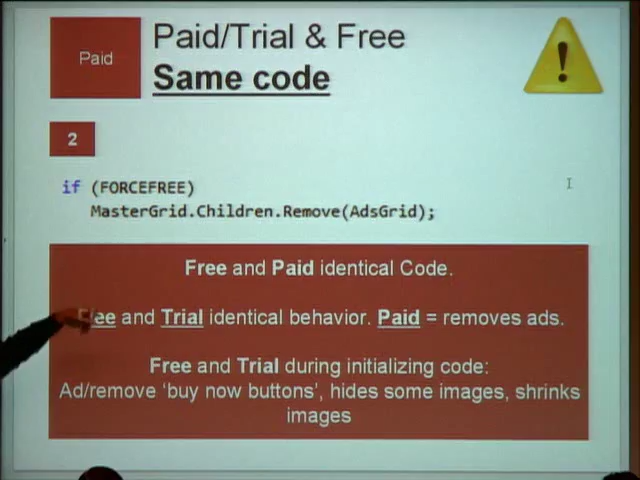 Paid
Paid/Trial & Free
Same code
2
if (FORCEFREE)
MasterGrid.Children.Remove(AdsGrid);
Free and Paid identical Code.
and Trial identical behavior. Paid = removes ads.
Free and Trial during initializing code:
Ad/remove ‘buy now buttons’, hides some images, shrinks
images